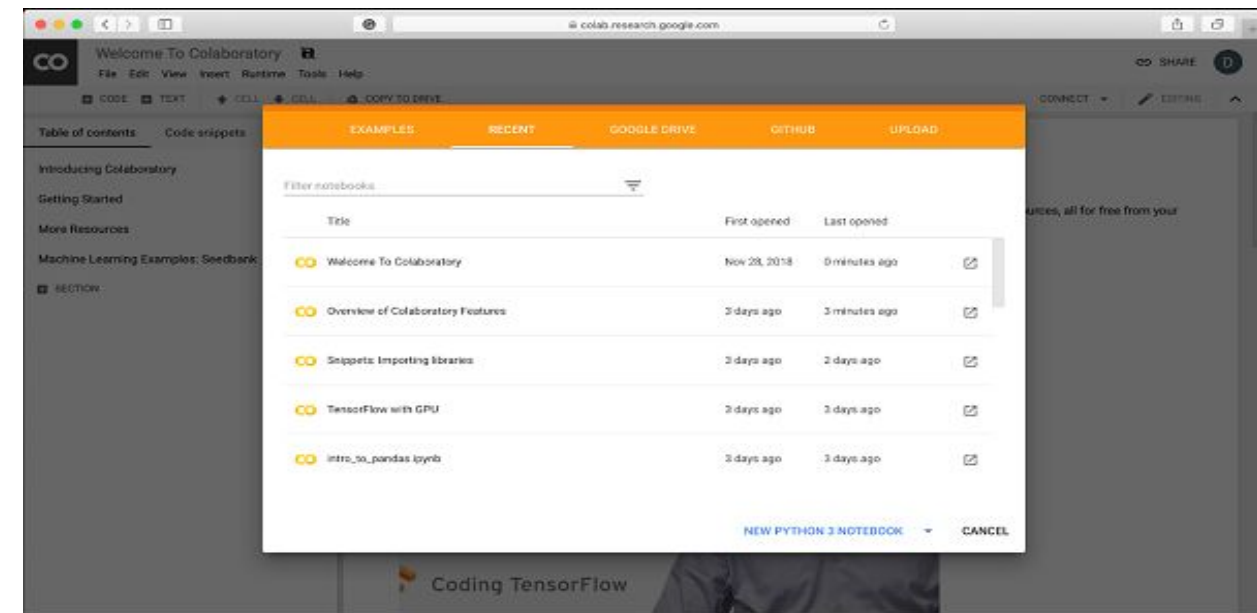 colab.research.google.com
CO Welcome To Colaboratory
File Edit View Insert Runtime Tools Help
SHARE D
CODE TEXT CELL CELL COPY TO DRIVE
CONNECT EDITING
Table of contents Code snippets
Introducing Colaboratory
Getting Started
More Resources
Machine Learning Examples: Seedbank
SECTION
EXAMPLES RECENT GOOGLE DRIVE GITHUB UPLOAD
Filter notebooks
Title First opened Last opened
CO Welcome To Colaboratory Nov 28, 2018 0 minutes ago
CO Overview of Colaboratory Features 3 days ago 3 minutes ago
CO Snippets: Importing libraries 3 days ago 2 days ago
CO TensorFlow with GPU 3 days ago 3 days ago
CO intro_to_pandas.ipynb 3 days ago 3 days ago
NEW PYTHON 3 NOTEBOOK CANCEL
all for free from your
Coding TensorFlow